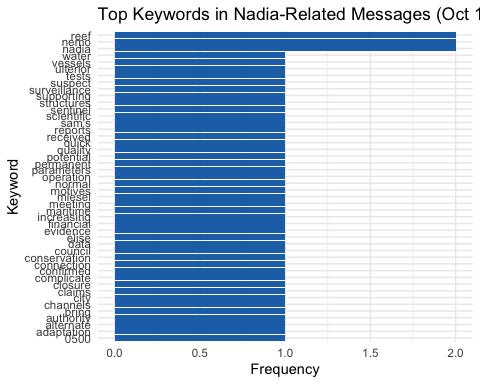 Top Keywords in Nadia-Related Messages (Oct 1
reef
nemo
nadia
water
vessels
ulterior
tests
suspect
surveillance
supporting
structures
sentinel
scientific
sam's
reports
received
quick
quality
potential
permanent
parameters
operation
normal
motives
miesel
meeting
maritime
increasing
financial
evidence
elise
data
council
conservation
connection
confirmed
complicate
closure
claims
city
channels
bring
authority
alternate
adaptation
0500
Keyword
0.0 0.5 1.0 1.5 2.0
Frequency